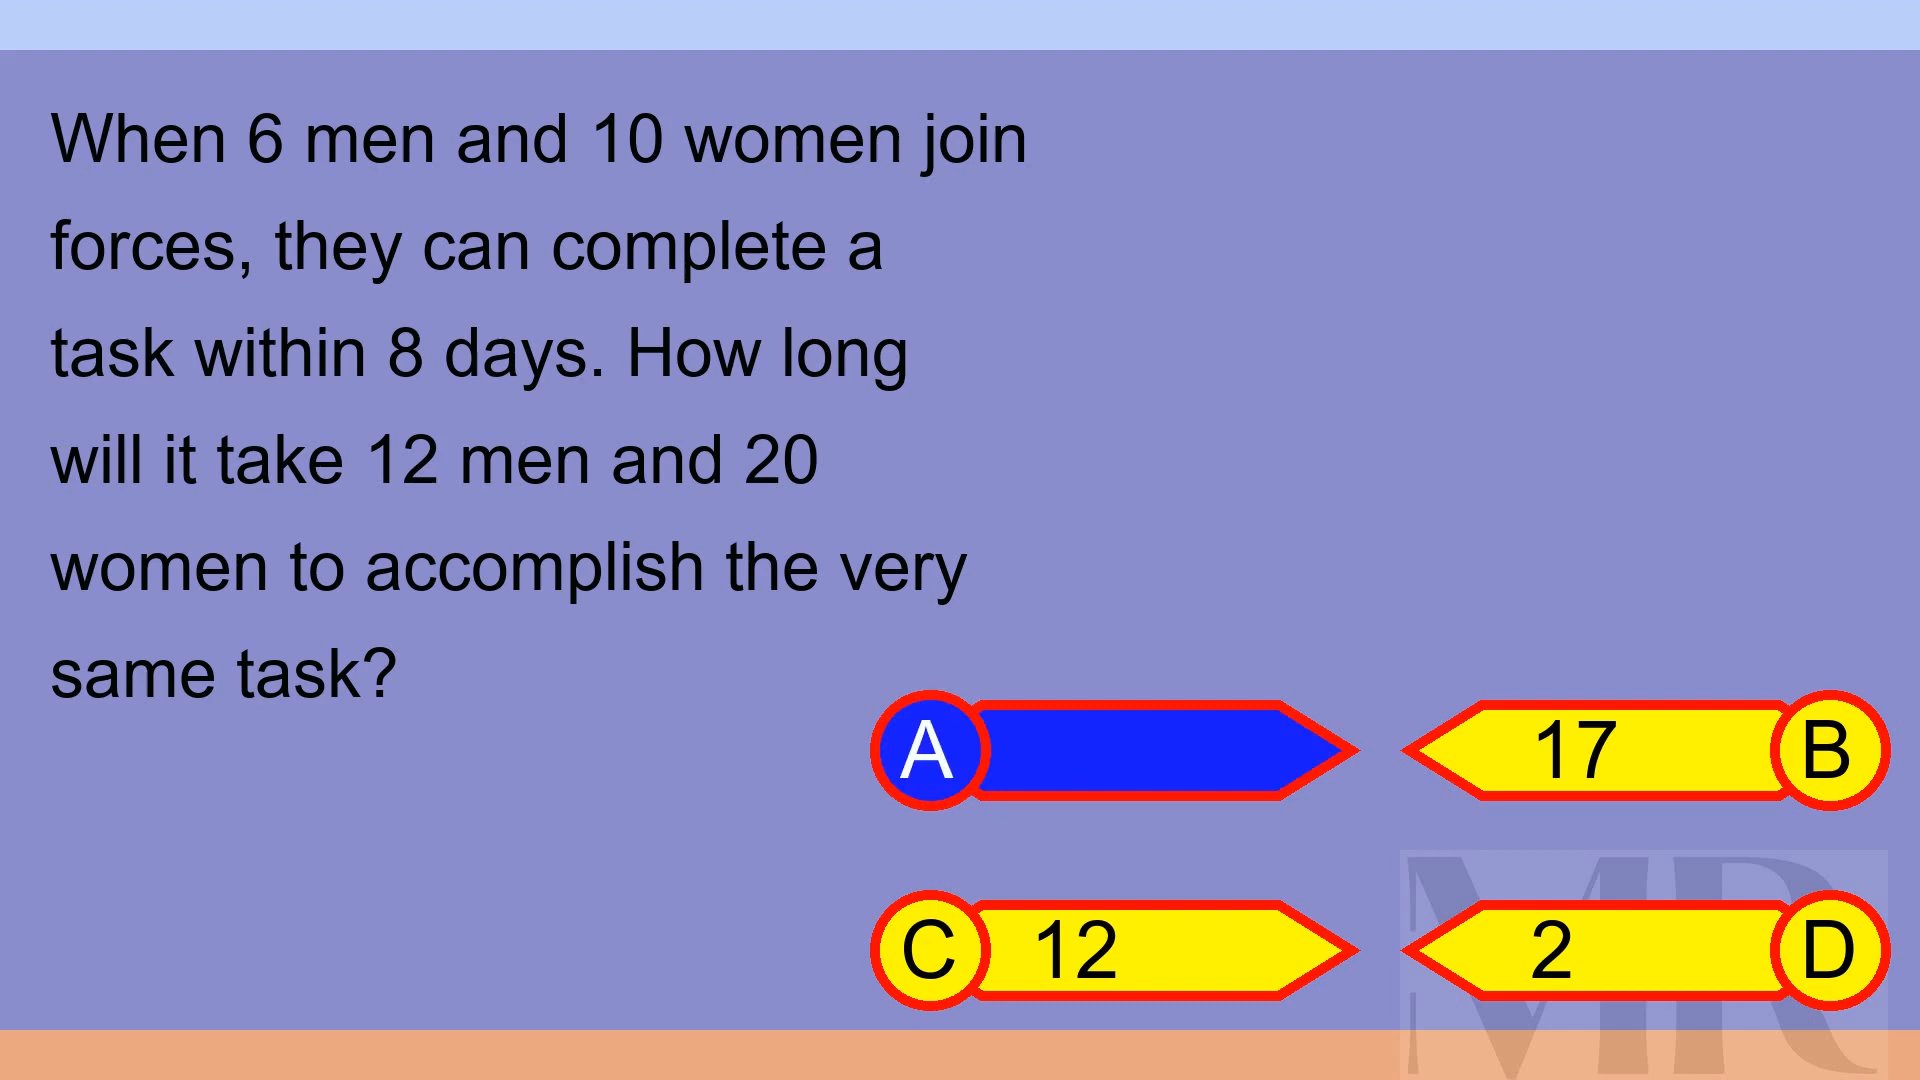 When 6 men and 10 women join
forces, they can complete a
task within 8 days. How long
will it take 12 men and 20
women to accomplish the very
same task?
A
17 B
C 12
2 D
MR